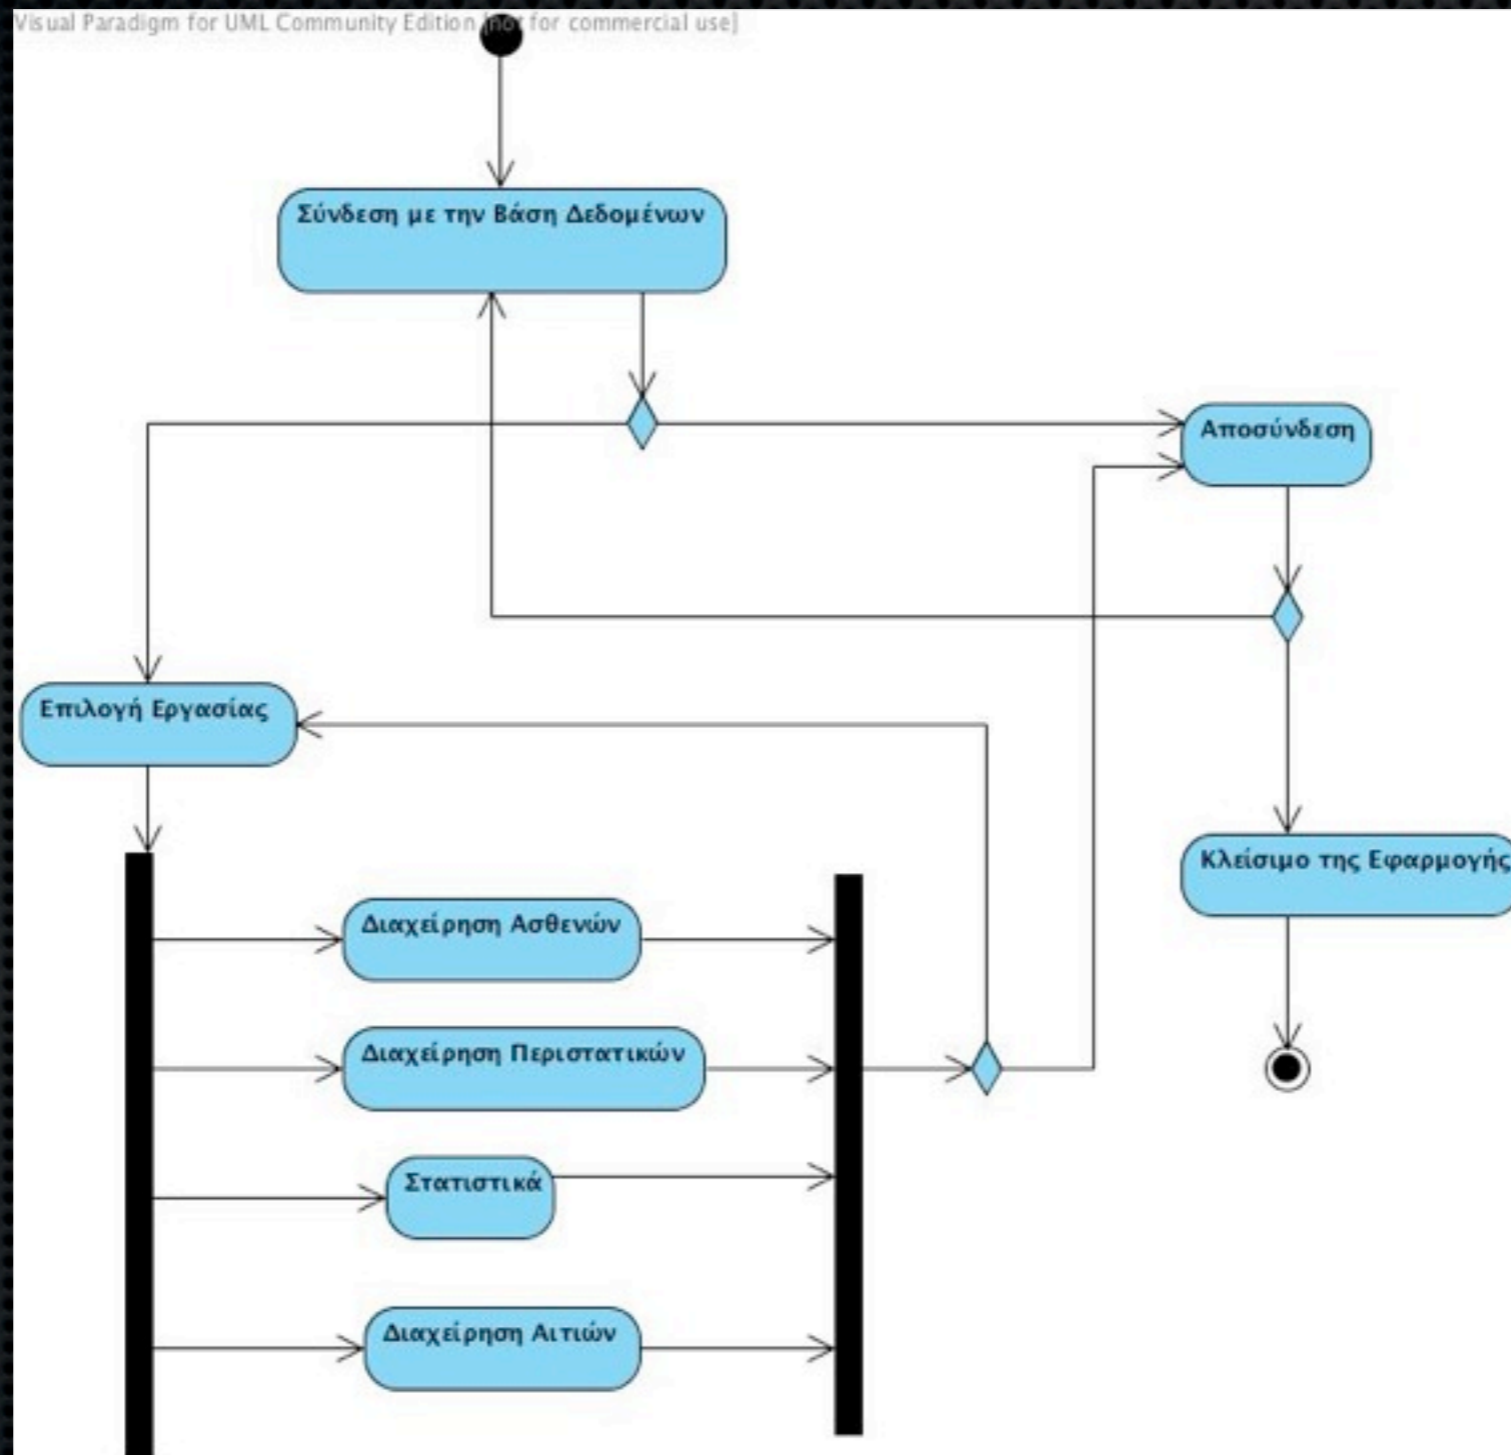 Visual Paradigm for UML Community Edition [not for commercial use]
Σύνδεση με την Βάση Δεδομένων
Αποσύνδεση
Επιλογή Εργασίας
Κλείσιμο της Εφαρμογής
Διαχείρηση Ασθενών
Διαχείρηση Περιστατικών
Στατιστικά
Διαχείρηση Αιτιών